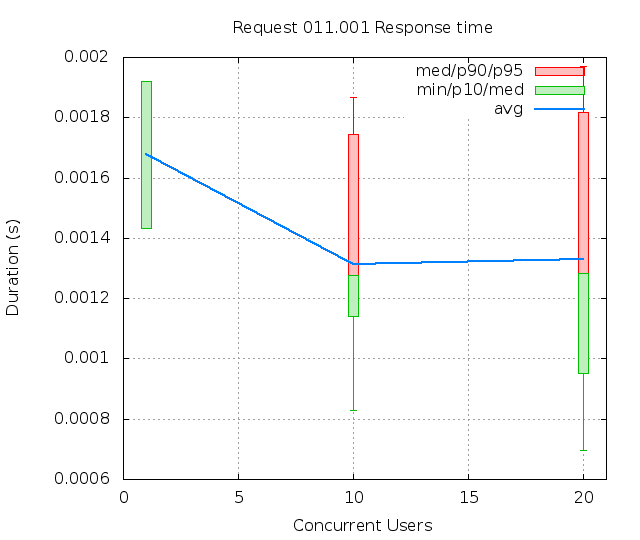 Request 011.001 Response time
0.002
0.0018
0.0016
0.0014
0.0012
0.001
0.0008
0.0006
Duration (s)
med/p90/p95
min/p10/med
avg
0 5 10 15 20
Concurrent Users